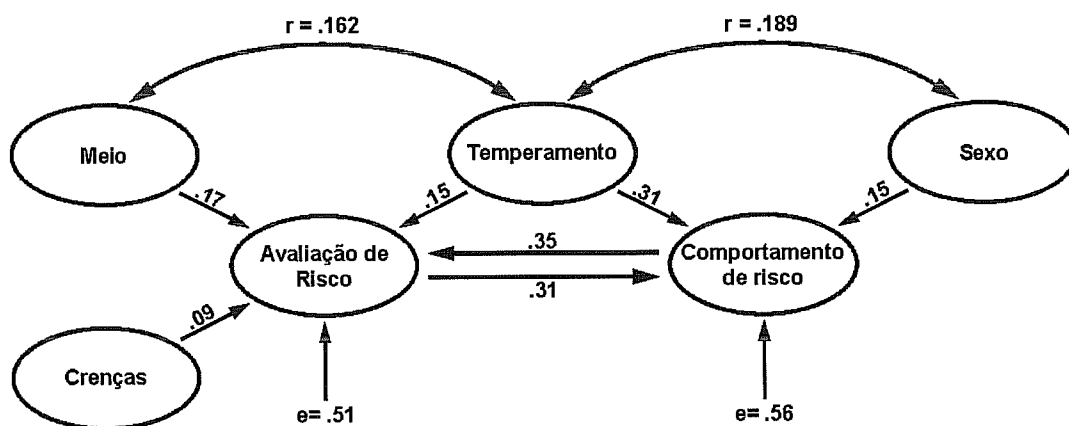 r = .162
r = .189
Meio
Temperamento
Sexo
.17
.15
.31
.15
Avaliação de
Risco
.35
.31
Comportamento
de risco
.09
Crenças
e= .51
e= .56